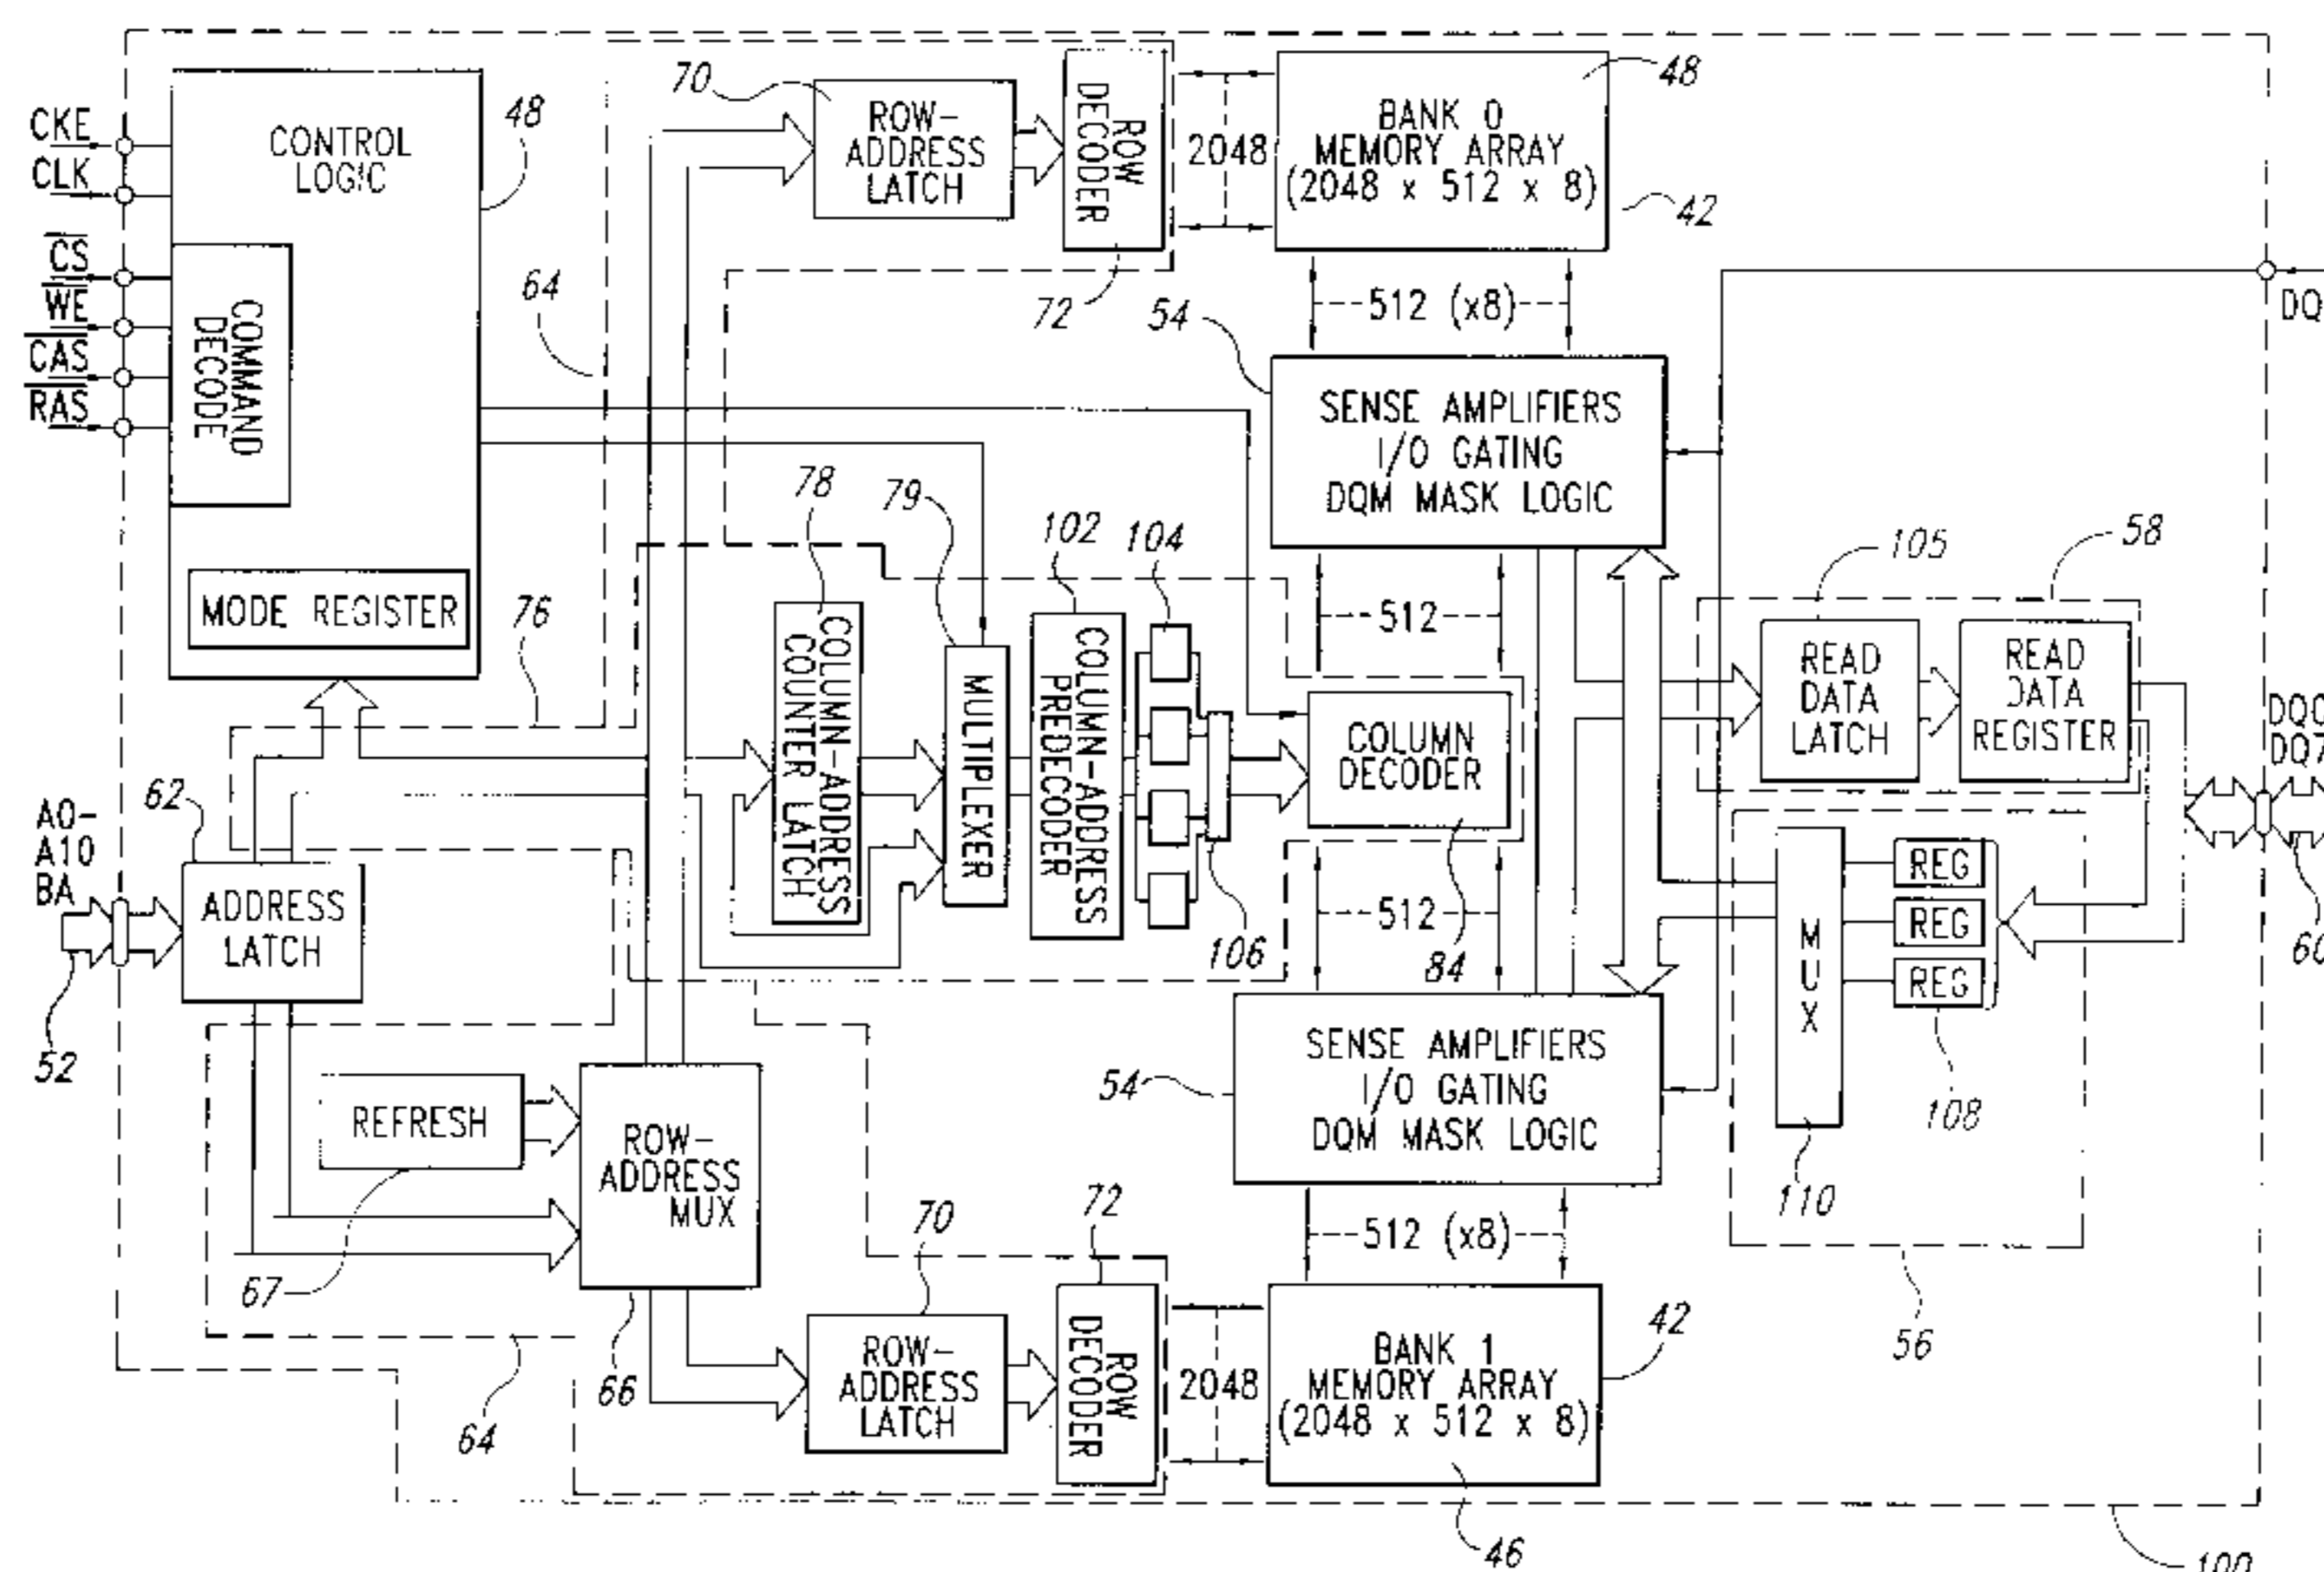 CKE
CLK
CS
WE
CAS
RAS
CONTROL
LOGIC
48
COMMAND
DECODE
MODE REGISTER
70
ROW-
ADDRESS
LATCH
ROW
DECODER
72
2048
BANK 0
MEMORY ARRAY
(2048 x 512 x 8)
48
42
64
512 (x8)
54
SENSE AMPLIFIERS
I/O GATING
DQM MASK LOGIC
DQ
76
78
COLUMN-ADDRESS
COUNTER LATCH
79
MULTIPLEXER
102
COLUMN-ADDRESS
PREDECODER
104
106
512
COLUMN
DECODER
84
512
105
READ
DATA
LATCH
58
READ
DATA
REGISTER
DQ0
DQ7
60
MUX
REG
REG
REG
108
110
56
A0-
A10
BA
52
62
ADDRESS
LATCH
REFRESH
67
ROW-
ADDRESS
MUX
66
64
54
SENSE AMPLIFIERS
I/O GATING
DQM MASK LOGIC
512 (x8)
70
ROW-
ADDRESS
LATCH
72
ROW
DECODER
2048
BANK 1
MEMORY ARRAY
(2048 x 512 x 8)
42
46
100